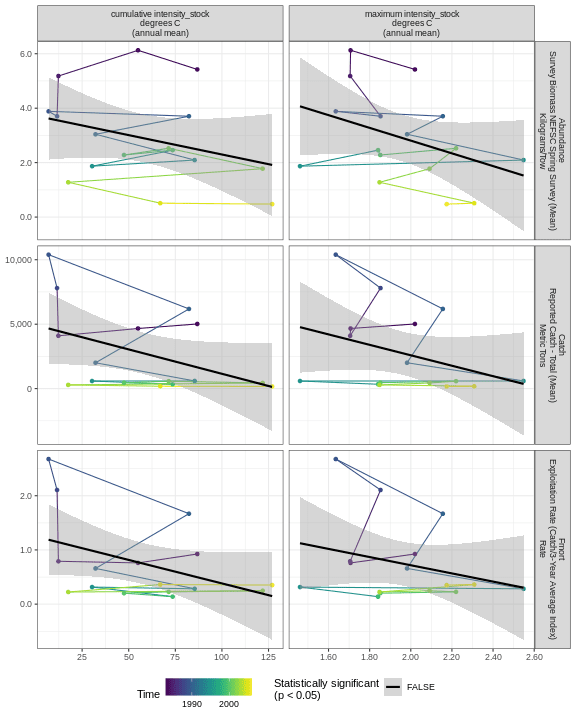 cumulative intensity_stock
degrees C
(annual mean)
maximum intensity_stock
degrees C
(annual mean)
6.0
4.0
2.0
0.0
Abundance
Survey Biomass NEFSC Spring Survey (Mean)
Kilograms/Tow
10,000
5,000
0
Catch
Reported Catch - Total (Mean)
Metric Tons
2.0
1.0
0.0
Fmort
Exploitation Rate (Catch/3-Year Average Index)
Rate
25 50 75 100 125
1.60 1.80 2.00 2.20 2.40 2.60
Time
1990 2000
Statistically significant
(p < 0.05)
FALSE